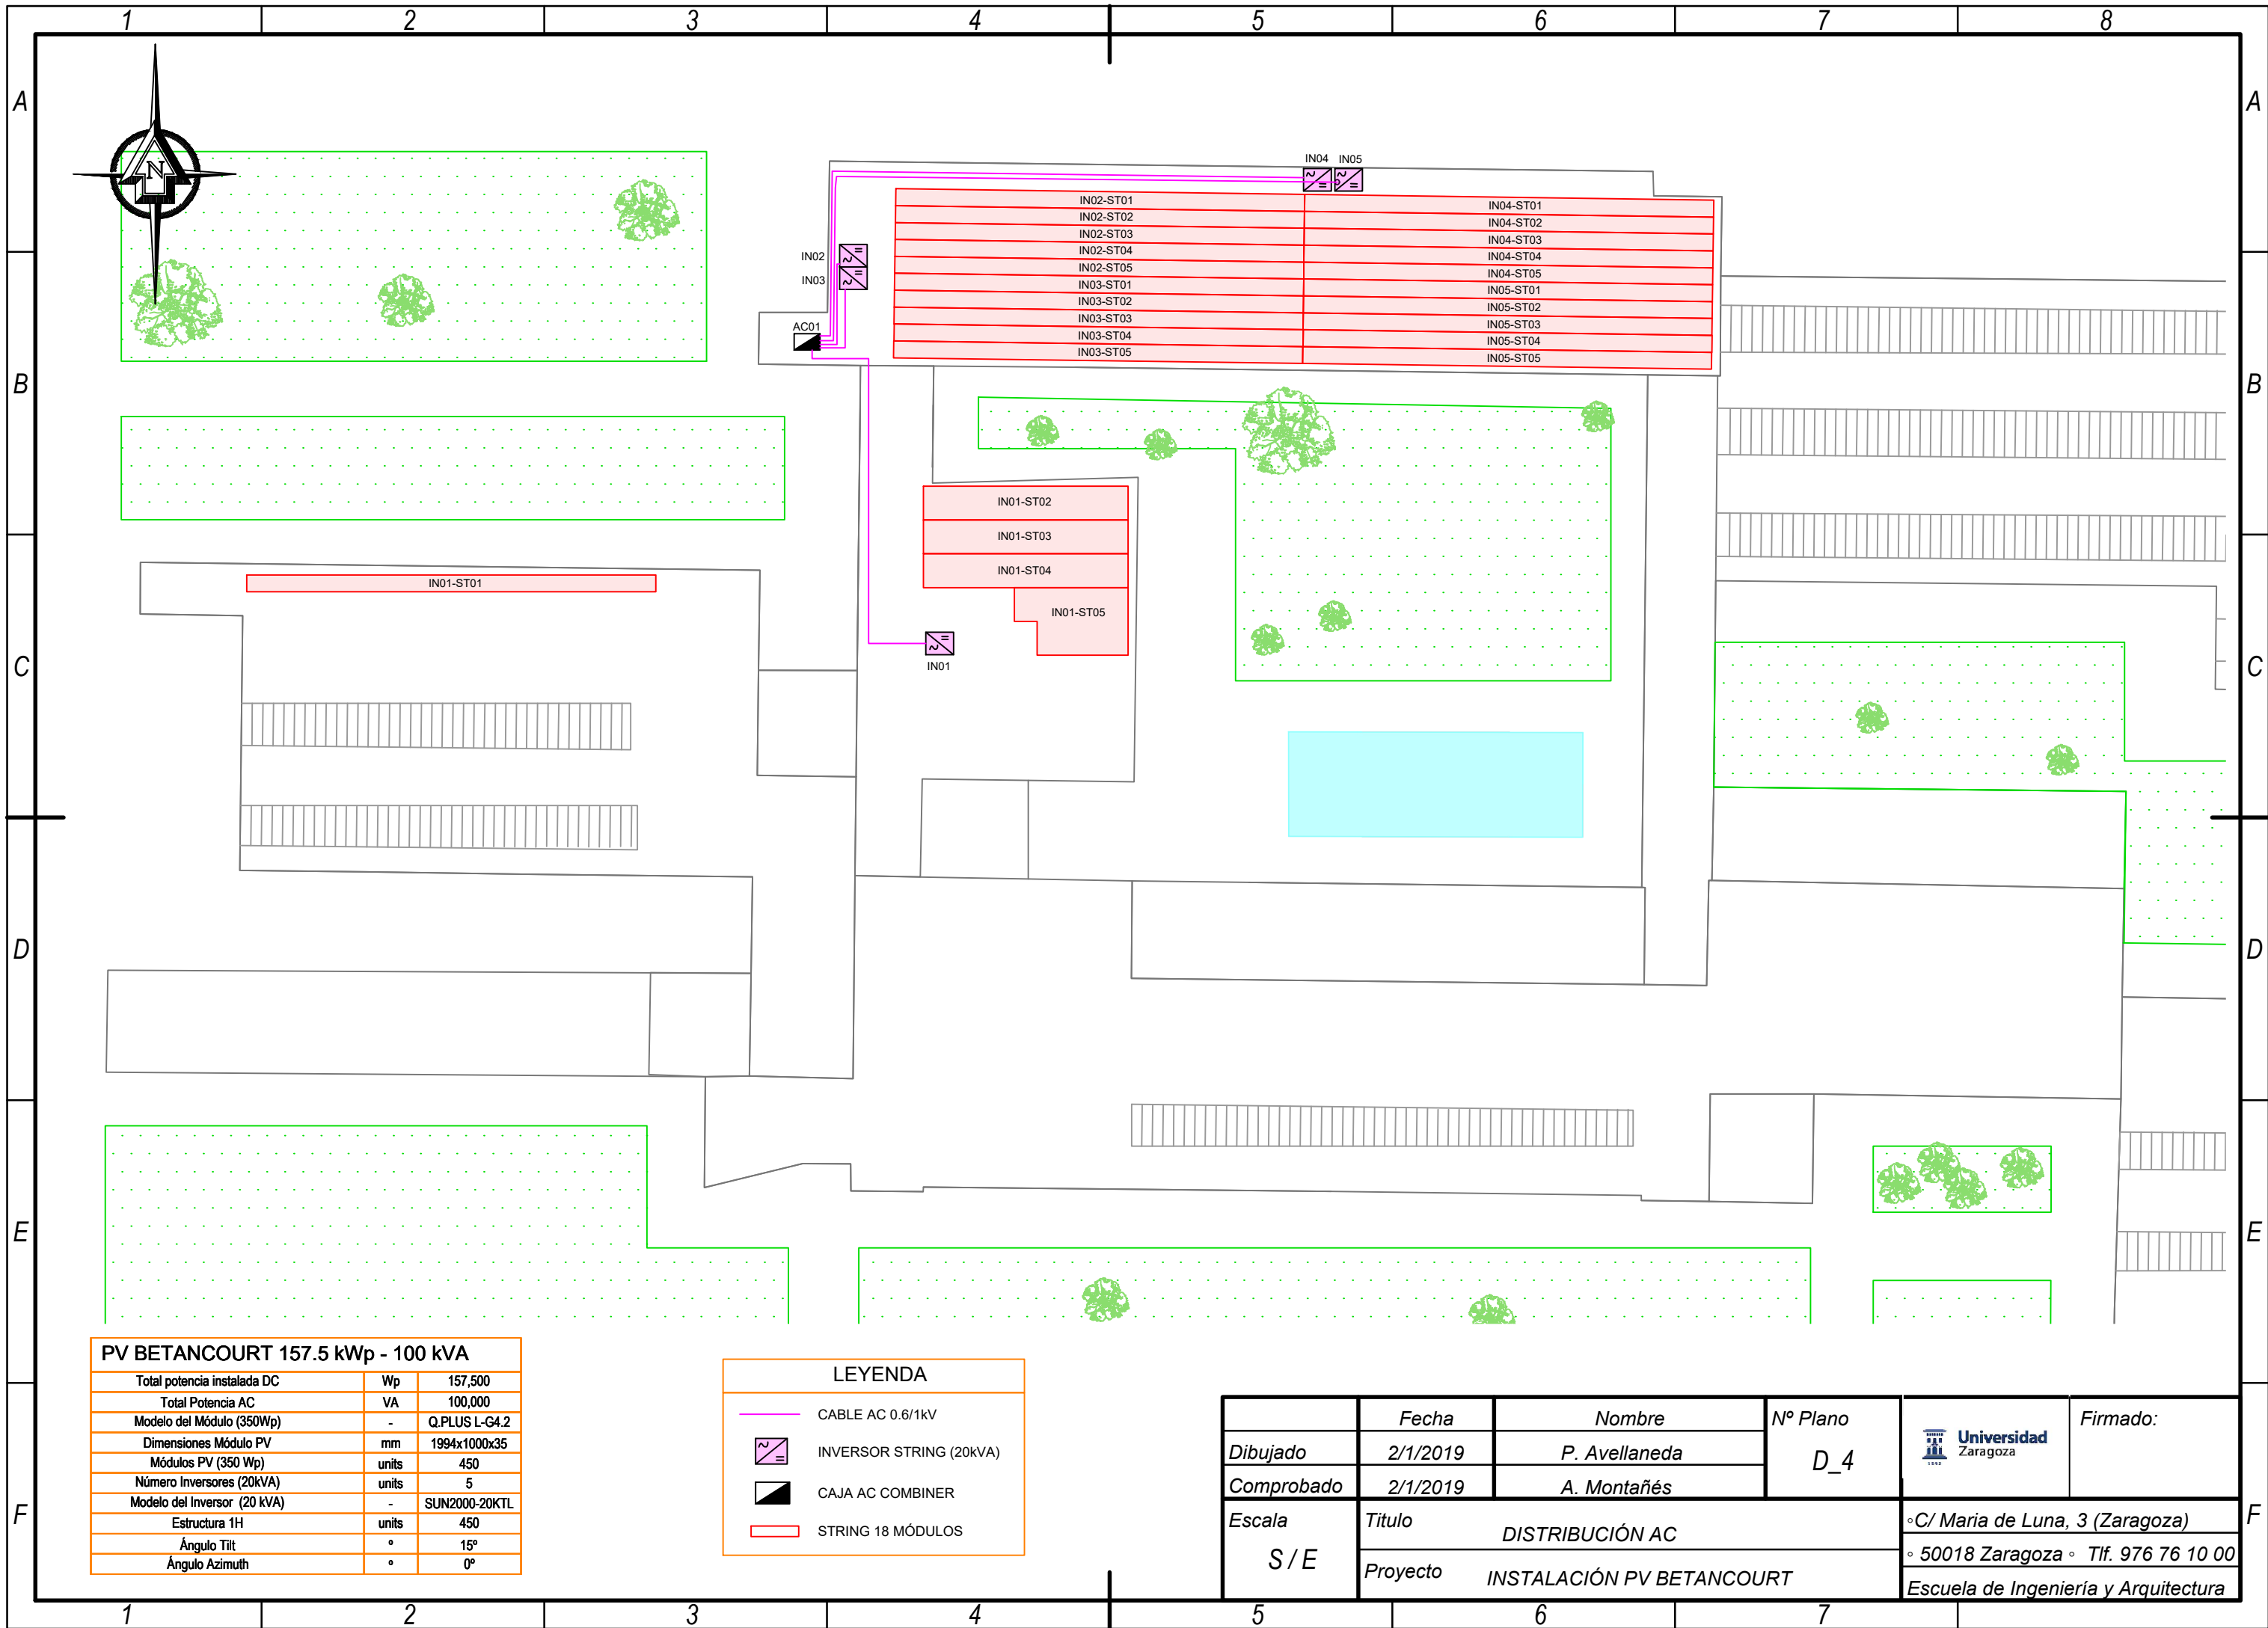 1 2 3 4 5 6 7 8
A A
N
IN04 IN05
IN02-ST01 IN04-ST01
IN02-ST02 IN04-ST02
IN02-ST03 IN04-ST03
IN02-ST04 IN04-ST04
IN02-ST05 IN04-ST05
IN03-ST01 IN05-ST01
IN03-ST02 IN05-ST02
IN03-ST03 IN05-ST03
IN03-ST04 IN05-ST04
IN03-ST05 IN05-ST05
IN02
IN03
AC01
B B
IN01-ST02
IN01-ST03
IN01-ST04
IN01-ST05
IN01-ST01
IN01
C C
D D
E E
PV BETANCOURT 157.5 kWp - 100 kVA
Total potencia instalada DC Wp 157,500
Total Potencia AC VA 100,000
Modelo del Módulo (350Wp) - Q.PLUS L-G4.2
Dimensiones Módulo PV mm 1994x1000x35
Módulos PV (350 Wp) units 450
Número Inversores (20kVA) units 5
Modelo del Inversor (20 kVA) - SUN2000-20KTL
Estructura 1H units 450
Ángulo Tilt º 15º
Ángulo Azimuth º 0º
LEYENDA
CABLE AC 0.6/1kV
INVERSOR STRING (20kVA)
CAJA AC COMBINER
STRING 18 MÓDULOS
Fecha Nombre Nº Plano Firmado:
Dibujado 2/1/2019 P. Avellaneda D_4
Comprobado 2/1/2019 A. Montañés
Universidad
Zaragoza
1542
Escala Titulo DISTRIBUCIÓN AC
S / E
Proyecto INSTALACIÓN PV BETANCOURT
◦C/ Maria de Luna, 3 (Zaragoza)
◦ 50018 Zaragoza ◦ Tlf. 976 76 10 00
Escuela de Ingeniería y Arquitectura
F F
1 2 3 4 5 6 7